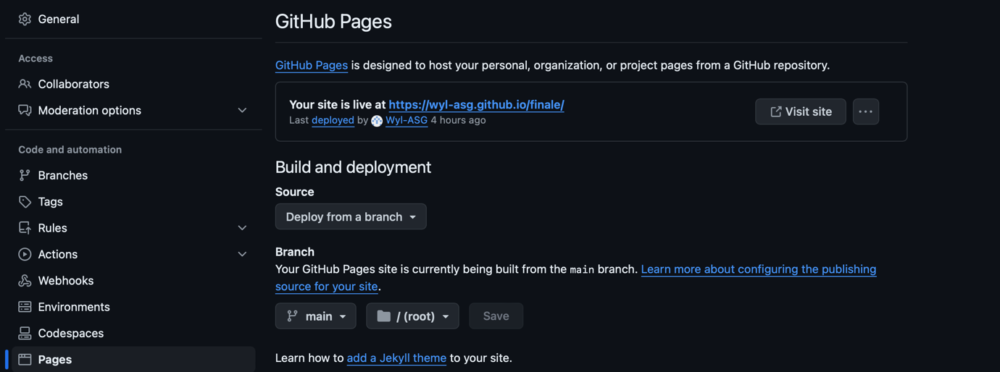 General
Access
Collaborators
Moderation options
Code and automation
Branches
Tags
Rules
Actions
Webhooks
Environments
Codespaces
Pages
GitHub Pages
GitHub Pages is designed to host your personal, organization, or project pages from a GitHub repository.
Your site is live at https://wyl-asg.github.io/finale/
Last deployed by Wyl-ASG 4 hours ago
Visit site
Build and deployment
Source
Deploy from a branch
Branch
Your GitHub Pages site is currently being built from the main branch. Learn more about configuring the publishing
source for your site.
main
/ (root)
Save
Learn how to add a Jekyll theme to your site.